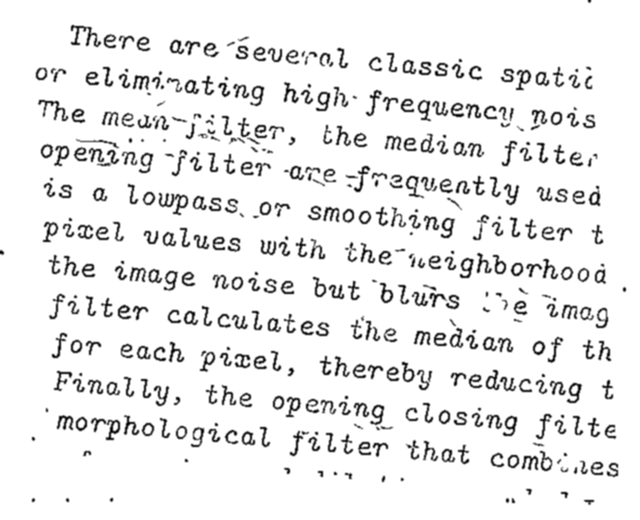 There are several classic spatic
or eliminating high frequency nois
The mean filter, the median filter
opening filter are frequently used
is a lowpass or smoothing filter t
pixel values with the neighborhood
the image noise but blurs the imag
filter calculates the median of th
for each pixel, thereby reducing t
Finally, the opening closing filte
morphological filter that combines